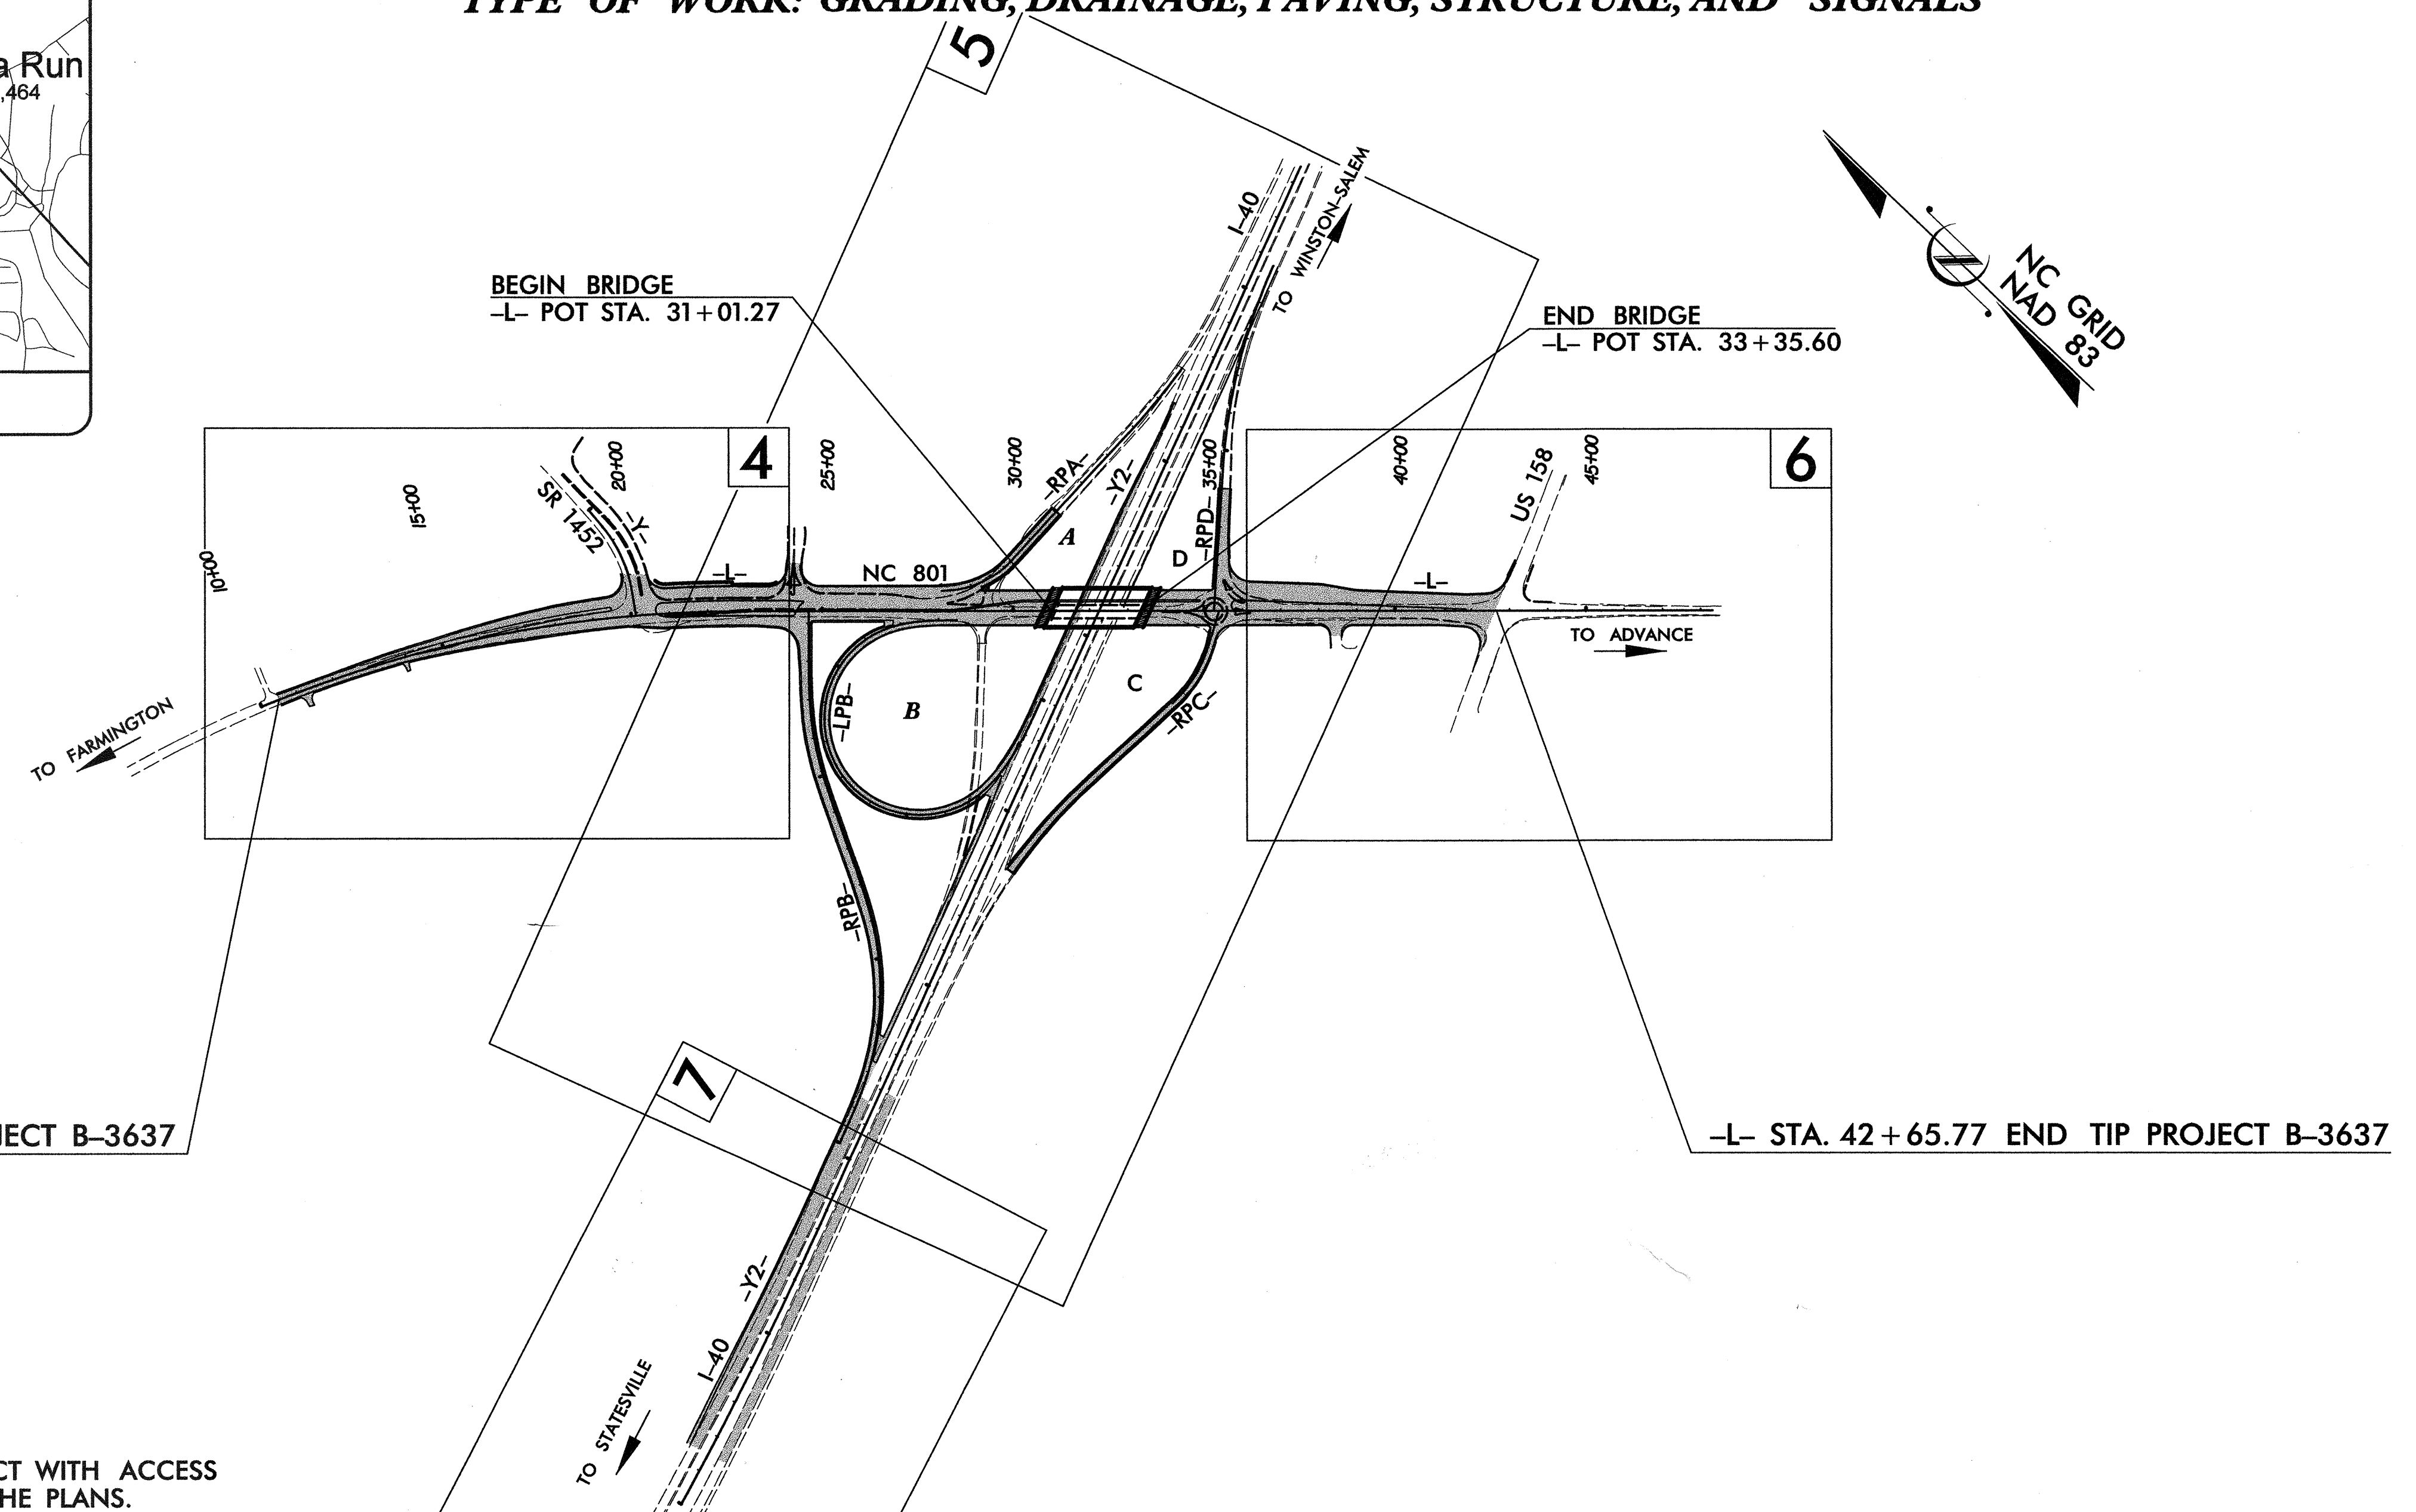 TYPE OF WORK: GRADING, DRAINAGE, PAVING, STRUCTURE, AND SIGNALS
a Run
,464
5
I-40
TO WINSTON-SALEM
NC GRID
NAD 83
BEGIN BRIDGE
-L- POT STA. 31+01.27
END BRIDGE
-L- POT STA. 33+35.60
4
6
10+00
15+00
20+00
25+00
30+00
35+00
40+00
45+00
SR 1452
-Y-
-RPA-
-Y2-
-RPD-
US 158
A
D
-L-
NC 801
-L-
TO ADVANCE
TO FARMINGTON
-LPB-
B
C
-RPC-
-RPB-
7
JECT B-3637
-L- STA. 42+65.77 END TIP PROJECT B-3637
-Y2-
I-40
TO STATESVILLE
CT WITH ACCESS
HE PLANS.